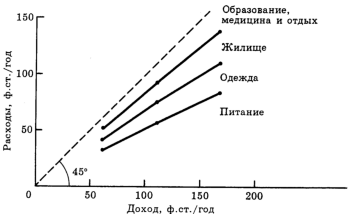 Образование,
медицина и отдых
Жилище
Одежда
Питание
Расходы, ф.ст./год
150
100
50
45°
0
50
100
150
200
Доход, ф.ст./год